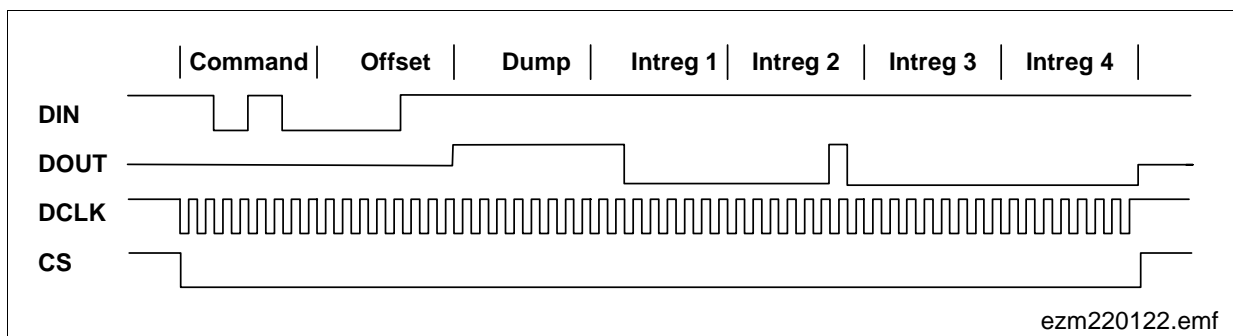 Command Offset Dump Intreg 1 Intreg 2 Intreg 3 Intreg 4
DIN
DOUT
DCLK
CS
ezm220122.emf